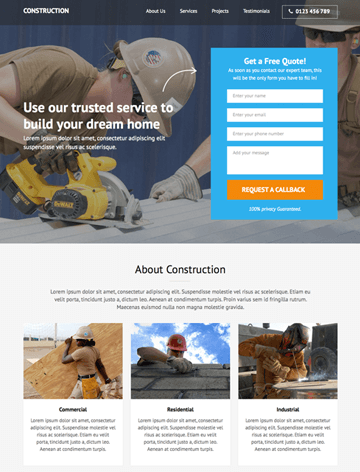 CONSTRUCTION
About Us
Services
Projects
Testimonials
0123 456 789
Get a Free Quote!
As soon as you contact our expert team, this
will be the only form you have to fill in!
Enter your name
Enter your email
Enter your phone number
Add your message
REQUEST A CALLBACK
100% privacy Guaranteed.
Use our trusted service to
build your dream home
Lorem ipsum dolor sit amet, consectetur adipiscing elit
suspendisse vel risus ac scelerisque.
DEWALT
About Construction
Lorem ipsum dolor sit amet, consectetur adipiscing elit. Suspendisse molestie vel risus ac scelerisque. Etiam eu velit
porta, tincidunt justo a, dictum leo. Aenean at condimentum turpis. Proin varius sem id fringilla rutrum.
Maecenas euismod nulla non magna molestie gravida.
Commercial
Lorem ipsum dolor sit amet, consectetur
adipiscing elit. Suspendisse molestie vel
risus ac scelerisque. Etiam eu velit
porta, tincidunt justo a, dictum leo.
Aenean at condimentum turpis.
Residential
Lorem ipsum dolor sit amet, consectetur
adipiscing elit. Suspendisse molestie vel
risus ac scelerisque. Etiam eu velit
porta, tincidunt justo a, dictum leo.
Aenean at condimentum turpis.
Industrial
Lorem ipsum dolor sit amet, consectetur
adipiscing elit. Suspendisse molestie vel
risus ac scelerisque. Etiam eu velit
porta, tincidunt justo a, dictum leo.
Aenean at condimentum turpis.